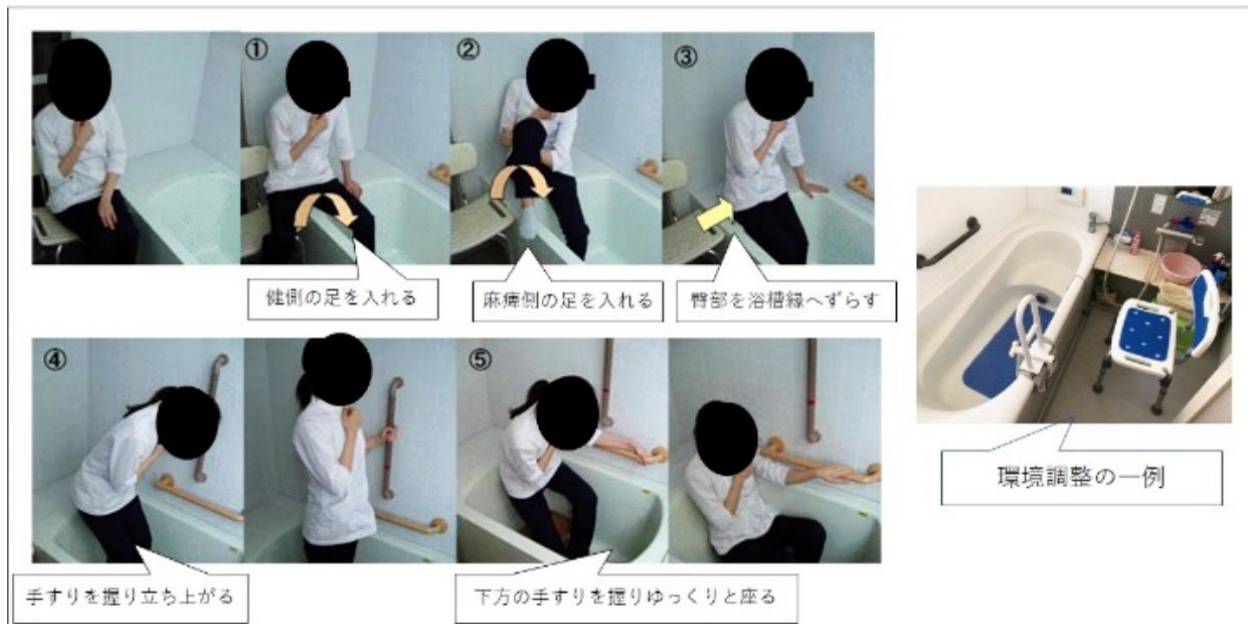 ①
②
③
健側の足を入れる
麻痺側の足を入れる
臀部を浴槽縁へずらす
④
⑤
手すりを握り立ち上がる
下方の手すりを握りゆっくりと座る
環境調整の一例